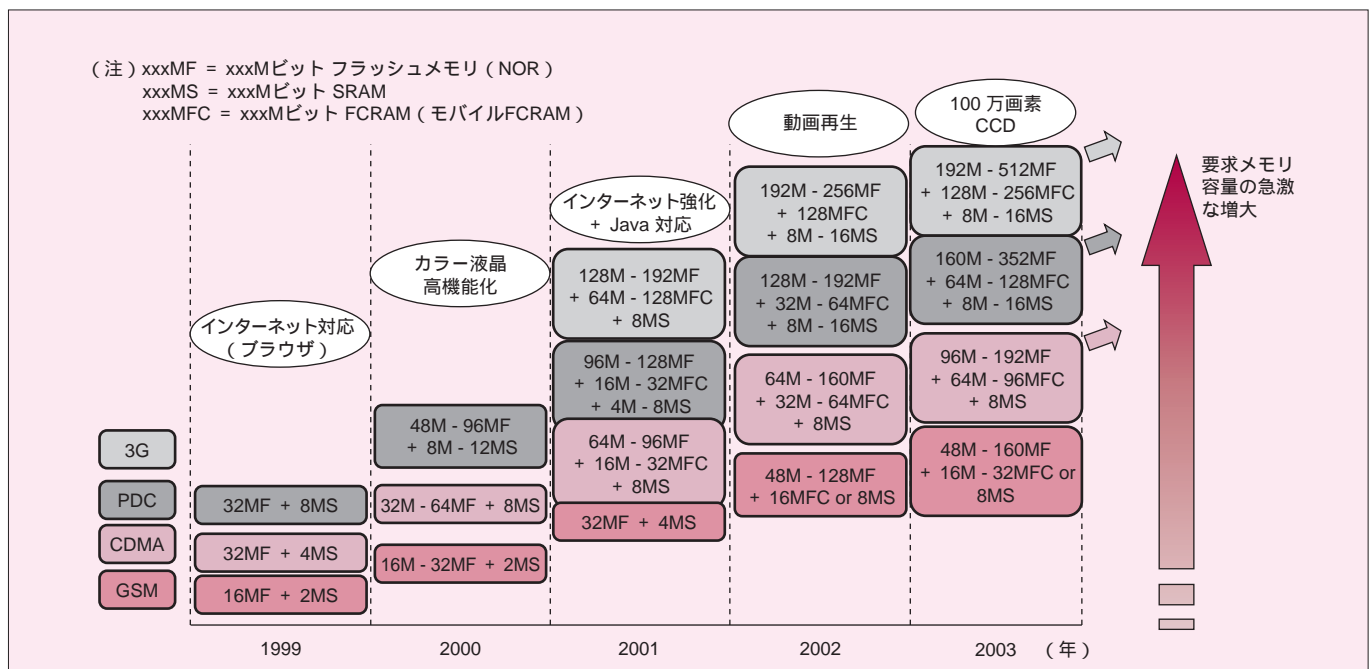 （注）xxxMF = xxxMビット フラッシュメモリ（NOR）
xxxMS = xxxMビット SRAM
xxxMFC = xxxMビット FCRAM（モバイルFCRAM）
インターネット対応
（ブラウザ）
カラー液晶
高機能化
インターネット強化
+ Java 対応
動画再生
100 万画素
CCD
要求メモリ
容量の急激
な増大
3G
PDC
CDMA
GSM
32MF + 8MS
32MF + 4MS
16MF + 2MS
48M - 96MF
+ 8M - 12MS
32M - 64MF + 8MS
16M - 32MF + 2MS
128M - 192MF
+ 64M - 128MFC
+ 8MS
96M - 128MF
+ 16M - 32MFC
+ 4M - 8MS
64M - 96MF
+ 16M - 32MFC
+ 8MS
32MF + 4MS
192M - 256MF
+ 128MFC
+ 8M - 16MS
128M - 192MF
+ 32M - 64MFC
+ 8M - 16MS
64M - 160MF
+ 32M - 64MFC
+ 8MS
48M - 128MF
+ 16MFC or 8MS
192M - 512MF
+ 128M - 256MFC
+ 8M - 16MS
160M - 352MF
+ 64M - 128MFC
+ 8M - 16MS
96M - 192MF
+ 64M - 96MFC
+ 8MS
48M - 160MF
+ 16M - 32MFC or
8MS
1999 2000 2001 2002 2003 （年）